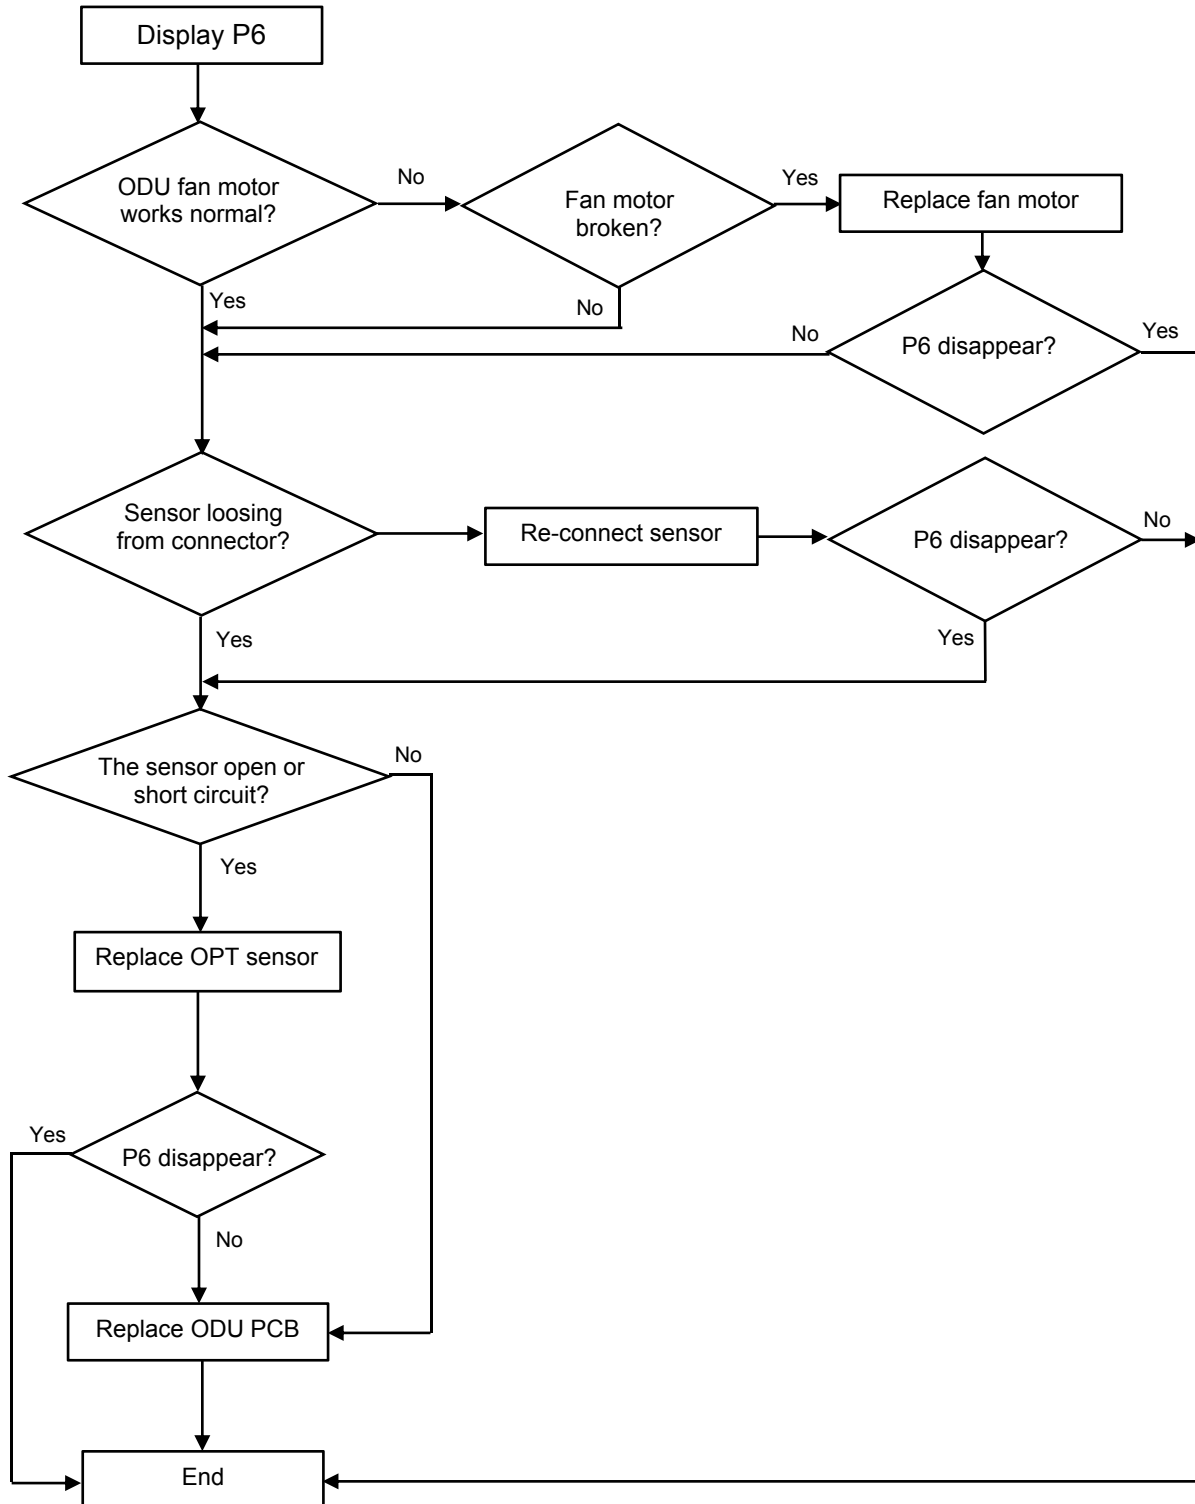 Display P6
ODU fan motor
works normal?
No
Fan motor
broken?
Yes
Replace fan motor
Yes
No
No
P6 disappear?
Yes
Sensor loosing
from connector?
Re-connect sensor
P6 disappear?
No
Yes
Yes
The sensor open or
short circuit?
No
Yes
Replace OPT sensor
Yes
P6 disappear?
No
Replace ODU PCB
End